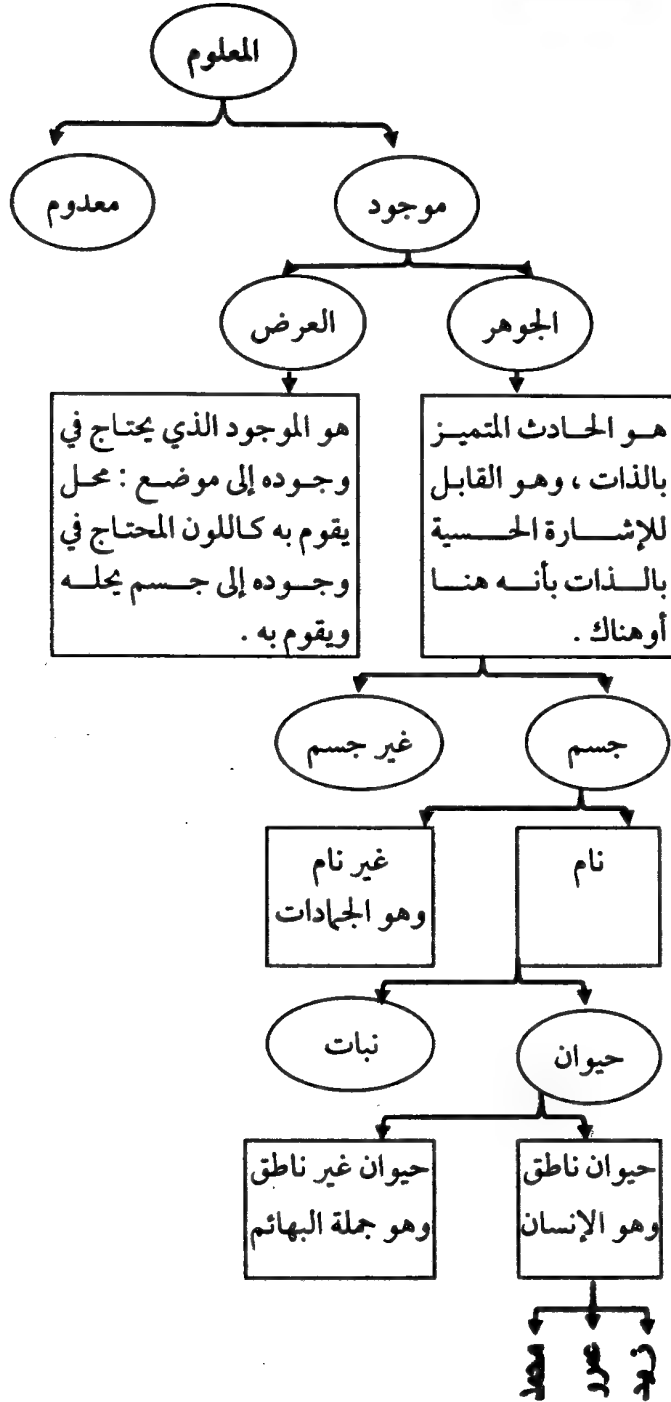 المعلوم
موجود
معدوم
الجوهر
العرض
هو الحادث المتميز
بالذات ، وهو القابل
للإشارة الحسية
بالذات بأنه هنا
أوهناك .
هو الموجود الذي يحتاج في
وجوده إلى موضع : محل
يقوم به كاللون المحتاج في
وجوده إلى جسم يحله
ويقوم به .
جسم
غير جسم
نام
غير نام
وهو الجمادات
حيوان
نبات
حيوان ناطق
وهو الإنسان
حيوان غير ناطق
وهو جملة البهائم
زيد
عمرو
محمد